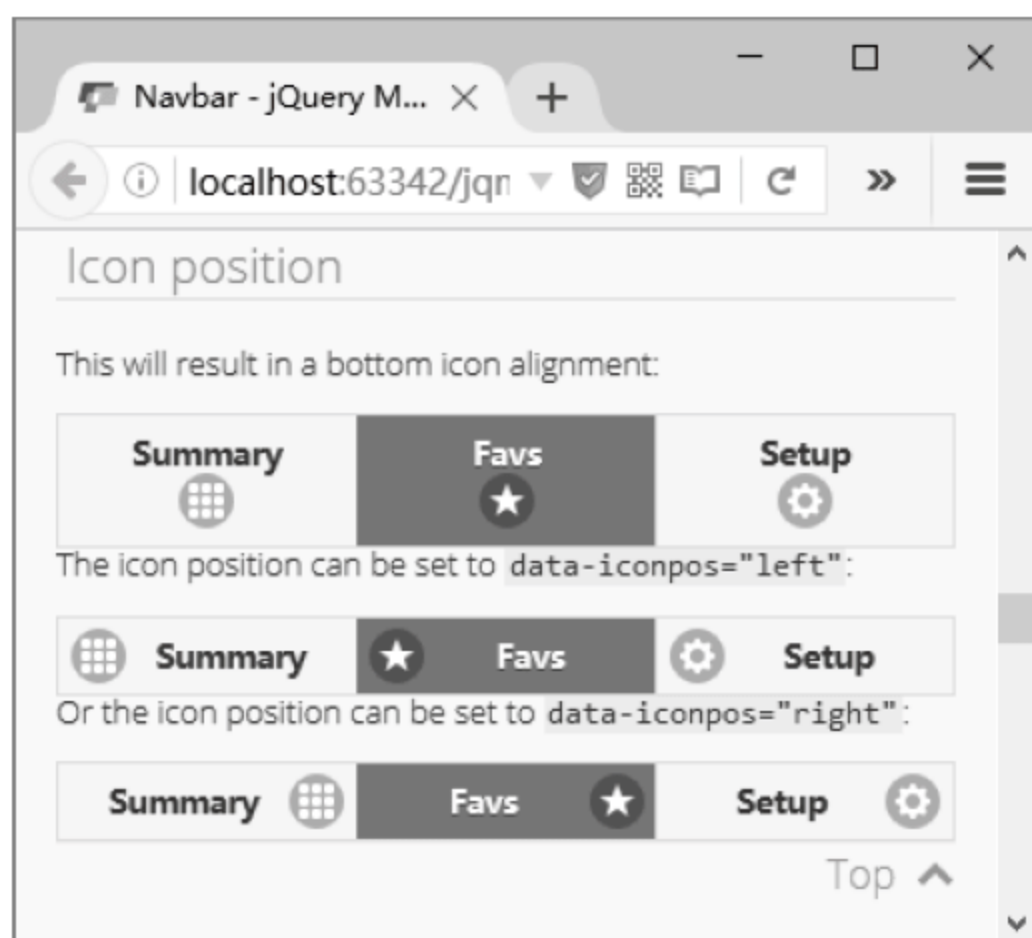 Navbar - jQuery M...
localhost:63342/jqr
Icon position
This will result in a bottom icon alignment:
Summary Favs Setup
The icon position can be set to data-iconpos="left":
Summary Favs Setup
Or the icon position can be set to data-iconpos="right":
Summary Favs Setup
Top